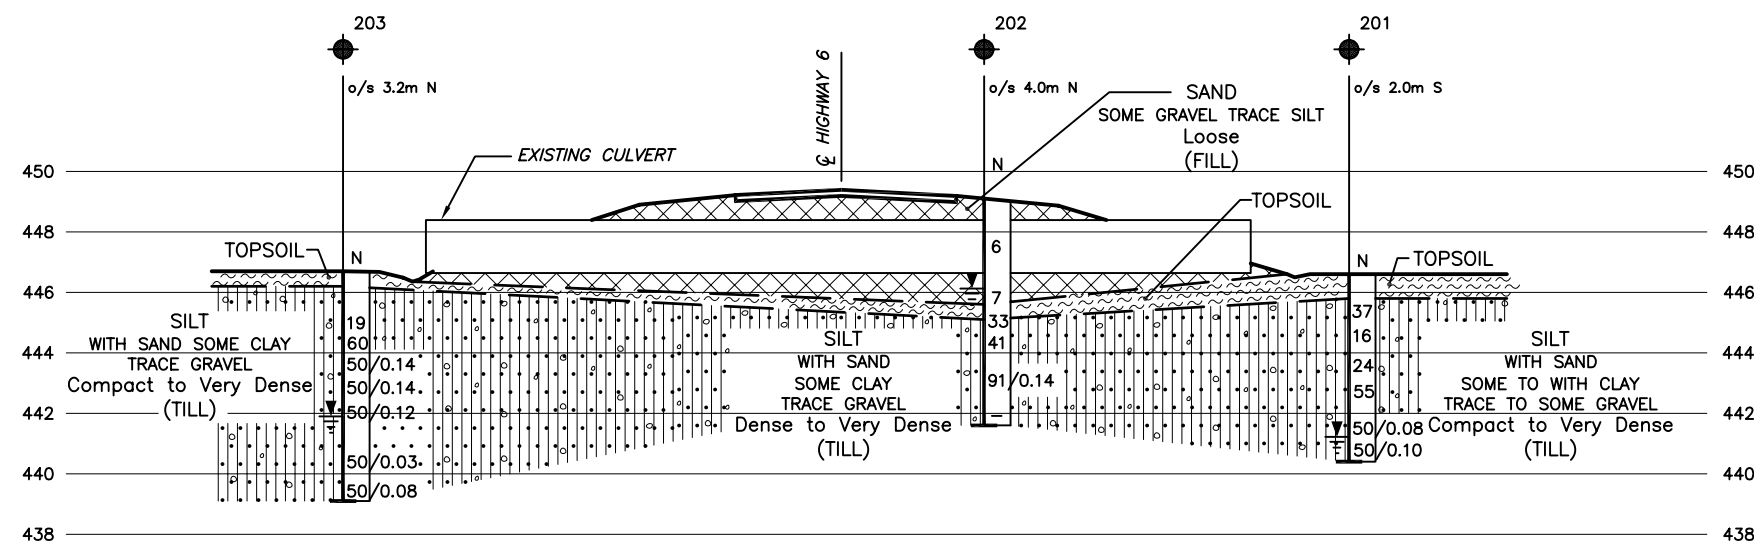 203
202
201
o/s 3.2m N
o/s 4.0m N
o/s 2.0m S
℄ HIGHWAY 6
SAND
SOME GRAVEL TRACE SILT
Loose
(FILL)
EXISTING CULVERT
N
450
450
TOPSOIL
448
448
TOPSOIL
N
6
N
TOPSOIL
446
446
7
SILT
WITH SAND SOME CLAY
TRACE GRAVEL
Compact to Very Dense
(TILL)
19
60
50/0.14
50/0.14
50/0.12
50/0.03
50/0.08
SILT
WITH SAND
SOME CLAY
TRACE GRAVEL
Dense to Very Dense
(TILL)
33
41
91/0.14
–
37
16
24
55
50/0.08
50/0.10
SILT
WITH SAND
SOME TO WITH CLAY
TRACE TO SOME GRAVEL
Compact to Very Dense
(TILL)
444
444
442
442
440
440
438
438